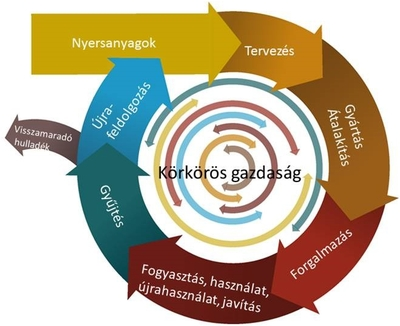 Nyersanyagok
Tervezés
Gyártás
Átalakítás
Forgalmazás
Fogyasztás, használat,
újrahasználat, javítás
Gyűjtés
Újra-
feldolgozás
Visszamaradó
hulladék
Körkörös gazdaság